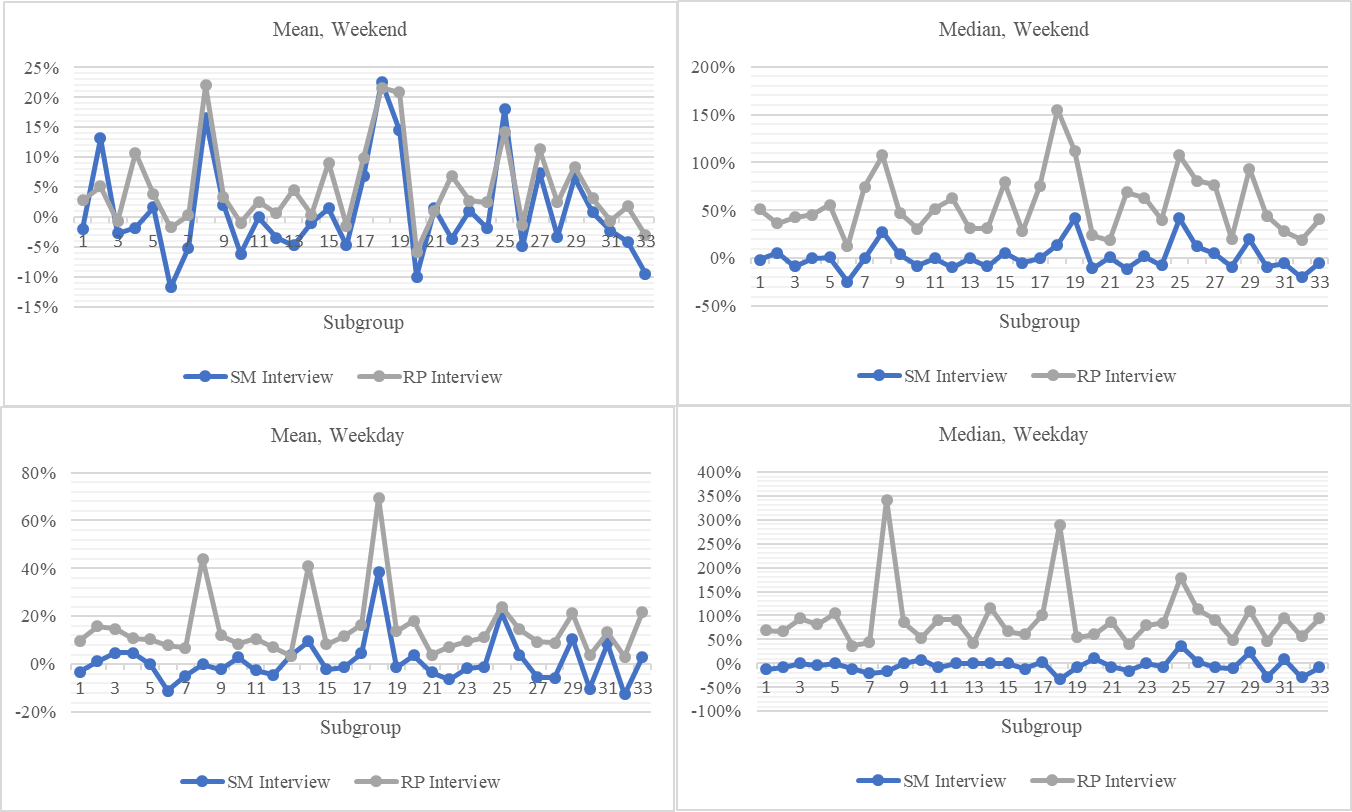 Mean, Weekend
25%
20%
15%
10%
5%
0%
-5%
-10%
-15%
1 3 5 7 9 11 13 15 17 19 21 23 25 27 29 31 33
Subgroup
SM Interview RP Interview
Median, Weekend
200%
150%
100%
50%
0%
-50%
1 3 5 7 9 11 13 15 17 19 21 23 25 27 29 31 33
Subgroup
SM Interview RP Interview
Mean, Weekday
80%
60%
40%
20%
0%
-20%
1 3 5 7 9 11 13 15 17 19 21 23 25 27 29 31 33
Subgroup
SM Interview RP Interview
Median, Weekday
400%
350%
300%
250%
200%
150%
100%
50%
0%
-50%
-100%
1 3 5 7 9 11 13 15 17 19 21 23 25 27 29 31 33
Subgroup
SM Interview RP Interview